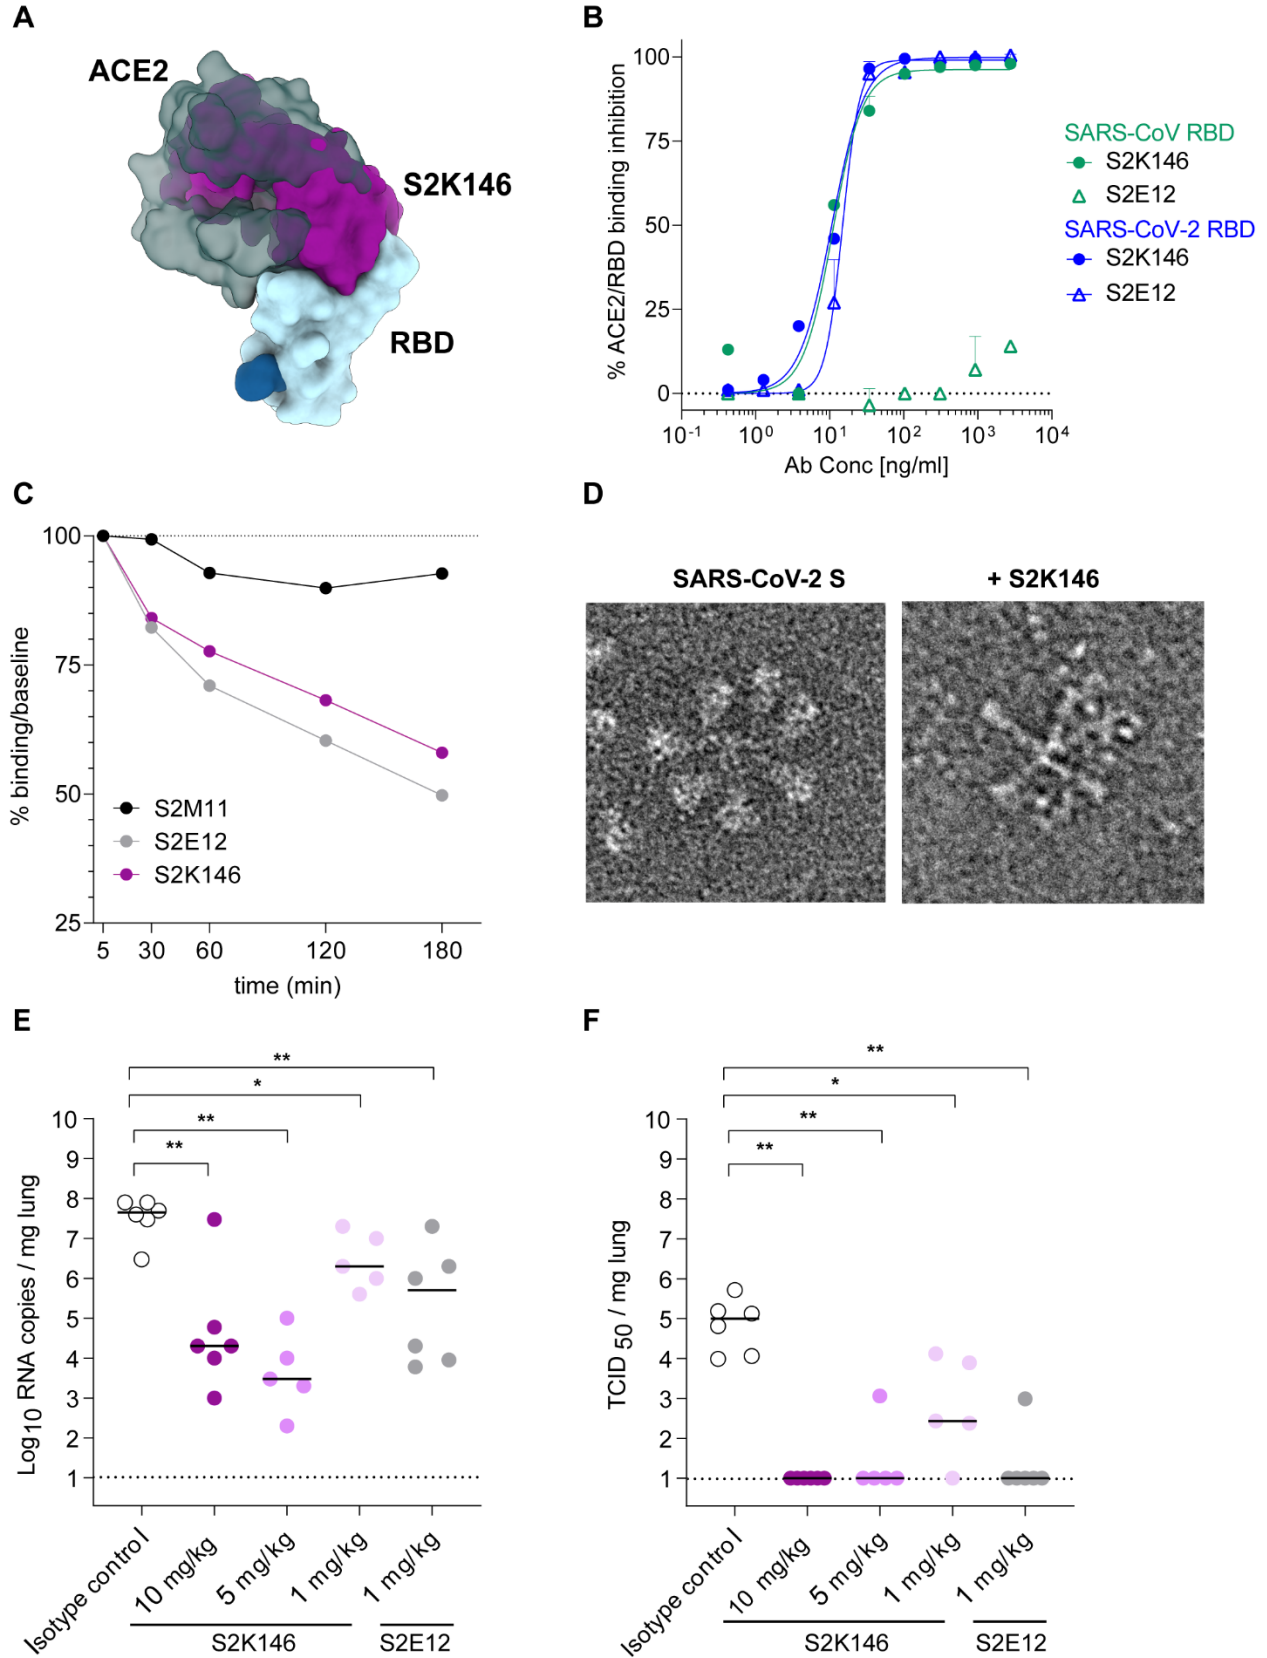 A
ACE2
S2K146
RBD
B
% ACE2/RBD binding inhibition
100
75
50
25
0
10-1
100
101
102
103
104
Ab Conc [ng/ml]
SARS-CoV RBD
S2K146
S2E12
SARS-CoV-2 RBD
S2K146
S2E12
C
% binding/baseline
100
75
50
25
S2M11
S2E12
S2K146
5
30
60
120
180
time (min)
D
SARS-CoV-2 S
+ S2K146
E
**
*
**
**
Log10 RNA copies / mg lung
10
9
8
7
6
5
4
3
2
1
Isotype control
10 mg/kg
5 mg/kg
1 mg/kg
1 mg/kg
S2K146
S2E12
F
**
*
**
**
TCID 50 / mg lung
10
9
8
7
6
5
4
3
2
1
Isotype control
10 mg/kg
5 mg/kg
1 mg/kg
1 mg/kg
S2K146
S2E12